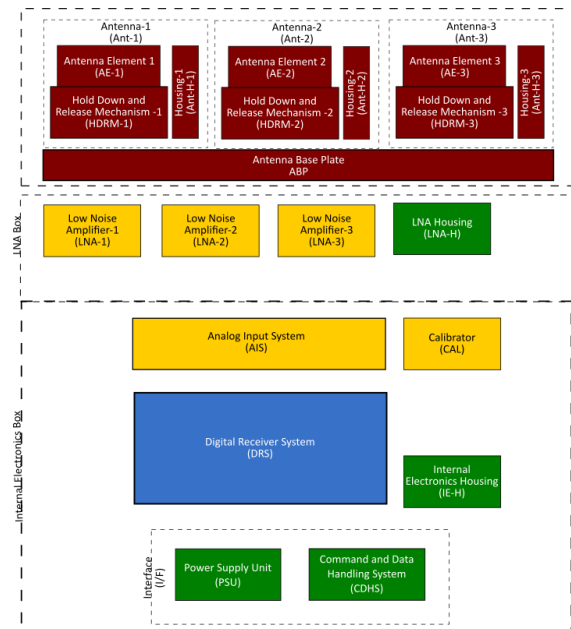 Antenna-1
(Ant-1)
Antenna Element 1
(AE-1)
Hold Down and
Release Mechanism -1
(HDRM-1)
Housing-1
(Ant-H-1)
Antenna-2
(Ant-2)
Antenna Element 2
(AE-2)
Hold Down and
Release Mechanism -2
(HDRM-2)
Housing-2
(Ant-H-2)
Antenna-3
(Ant-3)
Antenna Element 3
(AE-3)
Hold Down and
Release Mechanism -3
(HDRM-3)
Housing-3
(Ant-H-3)
Antenna Base Plate
ABP
LNA Box
Low Noise
Amplifier-1
(LNA-1)
Low Noise
Amplifier-2
(LNA-2)
Low Noise
Amplifier-3
(LNA-3)
LNA Housing
(LNA-H)
Internal Electronics Box
Analog Input System
(AIS)
Calibrator
(CAL)
Digital Receiver System
(DRS)
Internal
Electronics Housing
(IE-H)
Interface
(I/F)
Power Supply Unit
(PSU)
Command and Data
Handling System
(CDHS)